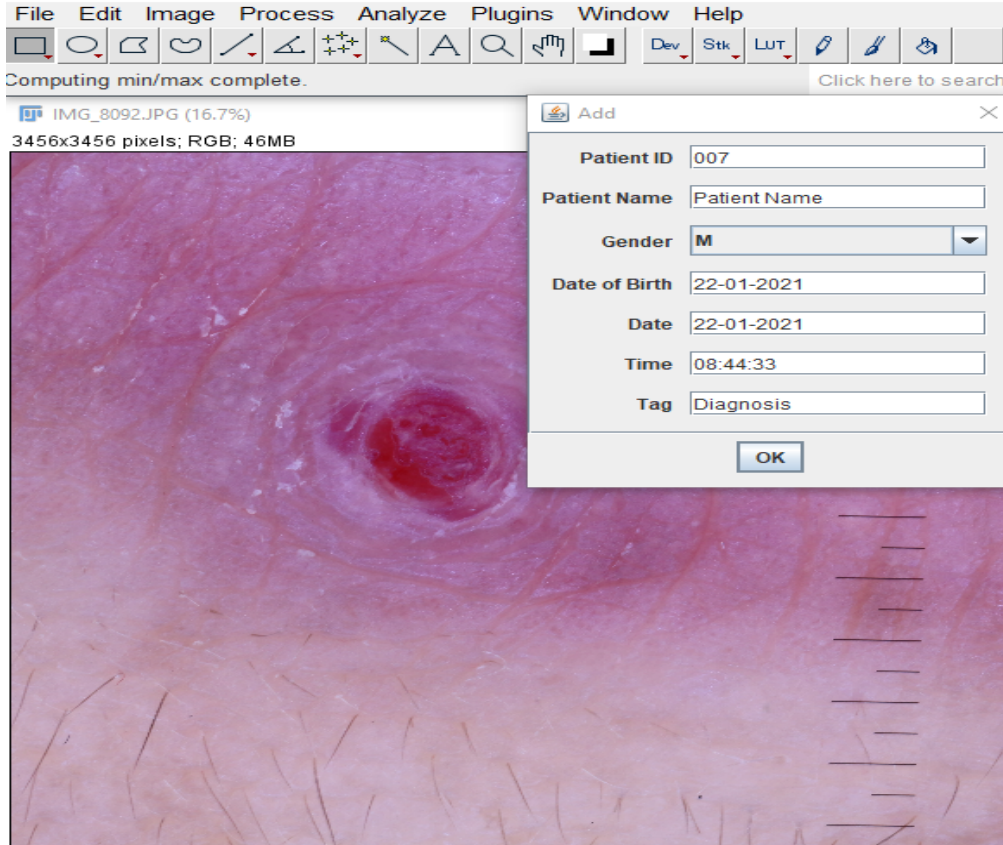 File Edit Image Process Analyze Plugins Window Help
A Dev Stk LUT
Computing min/max complete.
Click here to search
IMG_8092.JPG (16.7%)
3456x3456 pixels; RGB; 46MB
Add
Patient ID 007
Patient Name Patient Name
Gender M
Date of Birth 22-01-2021
Date 22-01-2021
Time 08:44:33
Tag Diagnosis
OK